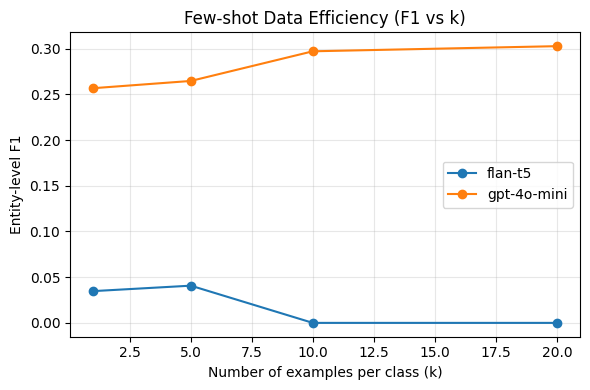 Few-shot Data Efficiency (F1 vs k)
0.30
0.25
0.20
0.15
0.10
0.05
0.00
Entity-level F1
flan-t5
gpt-4o-mini
2.5 5.0 7.5 10.0 12.5 15.0 17.5 20.0
Number of examples per class (k)